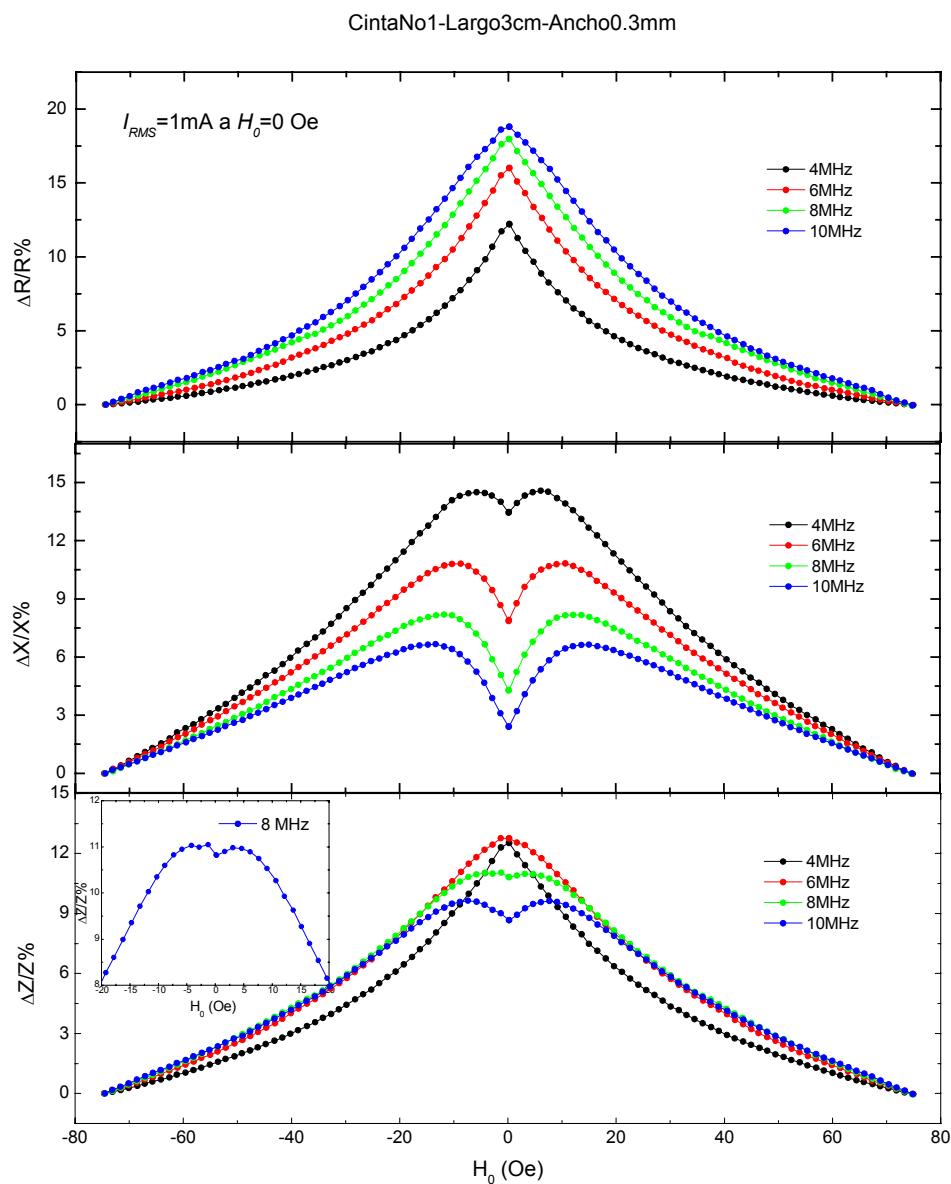 CintaNo1-Largo3cm-Ancho0.3mm
I_RMS=1mA a H_0=0 Oe
20
15
10
5
0
ΔR/R%
4MHz
6MHz
8MHz
10MHz
15
12
9
6
3
0
ΔX/X%
4MHz
6MHz
8MHz
10MHz
15
12
9
6
3
0
ΔZ/Z%
4MHz
6MHz
8MHz
10MHz
12
11
10
9
8
ΔZ/Z%
8 MHz
-20 -15 -10 -5 0 5 10 15 20
H_0 (Oe)
-80 -60 -40 -20 0 20 40 60 80
H_0 (Oe)